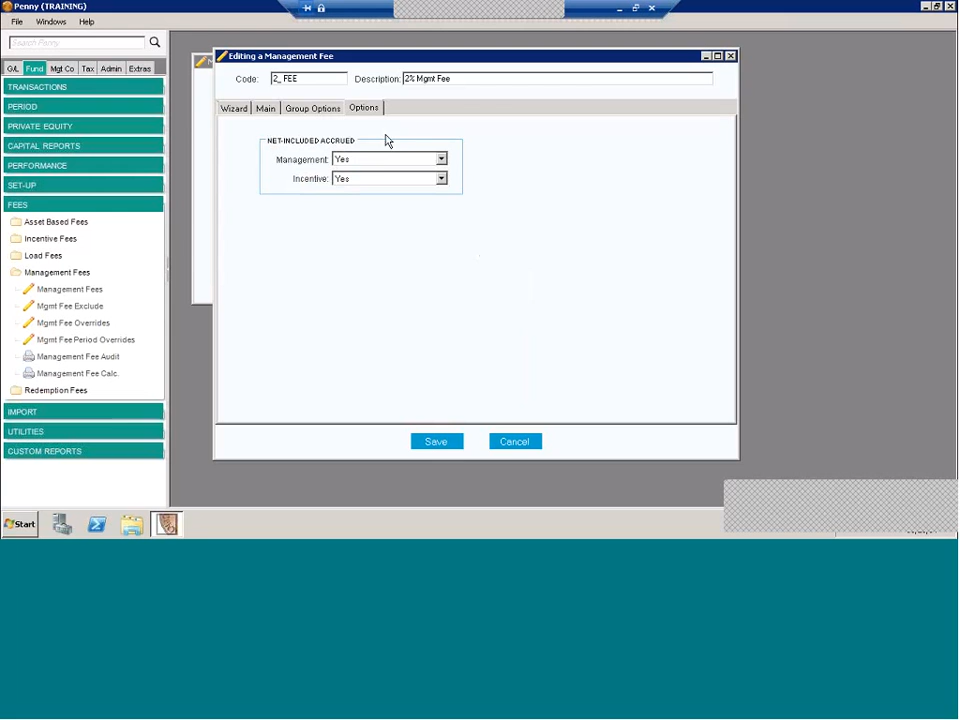 Penny (TRAINING)
File Windows Help
Search Penny
G/L Fund Mgt Co Tax Admin Extras
TRANSACTIONS
PERIOD
PRIVATE EQUITY
CAPITAL REPORTS
PERFORMANCE
SET-UP
FEES
Asset Based Fees
Incentive Fees
Load Fees
Management Fees
Management Fees
Mgmt Fee Exclude
Mgmt Fee Overrides
Mgmt Fee Period Overrides
Management Fee Audit
Management Fee Calc.
Redemption Fees
IMPORT
UTILITIES
CUSTOM REPORTS
Editing a Management Fee
Code: 2_ FEE Description: 2% Mgmt Fee
Wizard Main Group Options Options
NET-INCLUDED ACCRUED
Management: Yes
Incentive: Yes
Save Cancel
Start